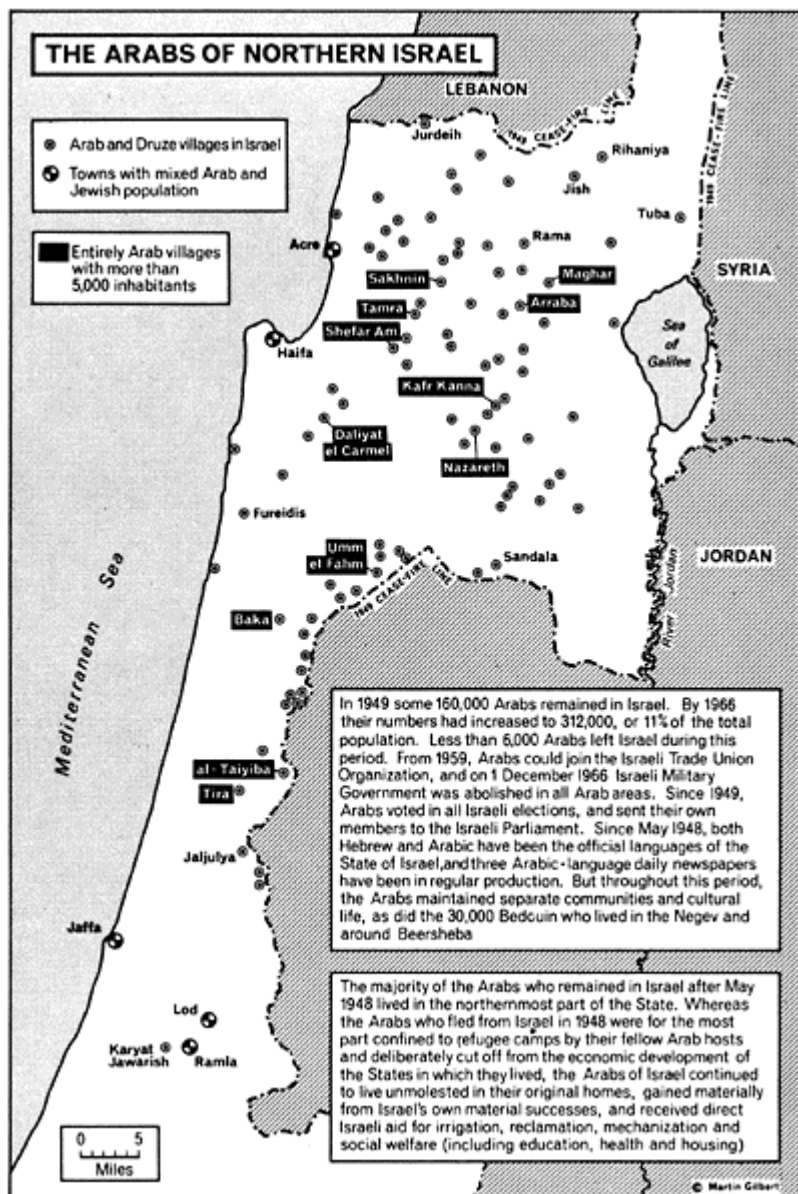 THE ARABS OF NORTHERN ISRAEL
LEBANON
Arab and Druze villages in Israel
Towns with mixed Arab and
Jewish population
Entirely Arab villages
with more than
5,000 inhabitants
Jurdeih
1949 CEASE-FIRE LINE
1949 CEASE-FIRE LINE
Rihaniya
Jish
Tuba
Acre
Rama
SYRIA
Sakhnin
Maghar
Tamra
Arraba
Shefar Am
Sea
of
Galilee
Haifa
Kafr Kanna
Daliyat
el Carmel
Nazareth
Fureidis
Umm
el Fahm
Sandala
1949 CEASE-FIRE LINE
JORDAN
River Jordan
Mediterranean Sea
Baka
al-Taiyiba
Tira
Jaljulya
Jaffa
Lod
Karyat
Jawarish
Ramla
In 1949 some 160,000 Arabs remained in Israel. By 1966
their numbers had increased to 312,000, or 11% of the total
population. Less than 6,000 Arabs left Israel during this
period. From 1959, Arabs could join the Israeli Trade Union
Organization, and on 1 December 1966 Israeli Military
Government was abolished in all Arab areas. Since 1949,
Arabs voted in all Israeli elections, and sent their own
members to the Israeli Parliament. Since May 1948, both
Hebrew and Arabic have been the official languages of the
State of Israel, and three Arabic-language daily newspapers
have been in regular production. But throughout this period,
the Arabs maintained separate communities and cultural
life, as did the 30,000 Bedouin who lived in the Negev and
around Beersheba
The majority of the Arabs who remained in Israel after May
1948 lived in the northernmost part of the State. Whereas
the Arabs who fled from Israel in 1948 were for the most
part confined to refugee camps by their fellow Arab hosts
and deliberately cut off from the economic development of
the States in which they lived, the Arabs of Israel continued
to live unmolested in their original homes, gained materially
from Israel's own material successes, and received direct
Israeli aid for irrigation, reclamation, mechanization and
social welfare (including education, health and housing)
0 5
Miles
© Martin Gilbert